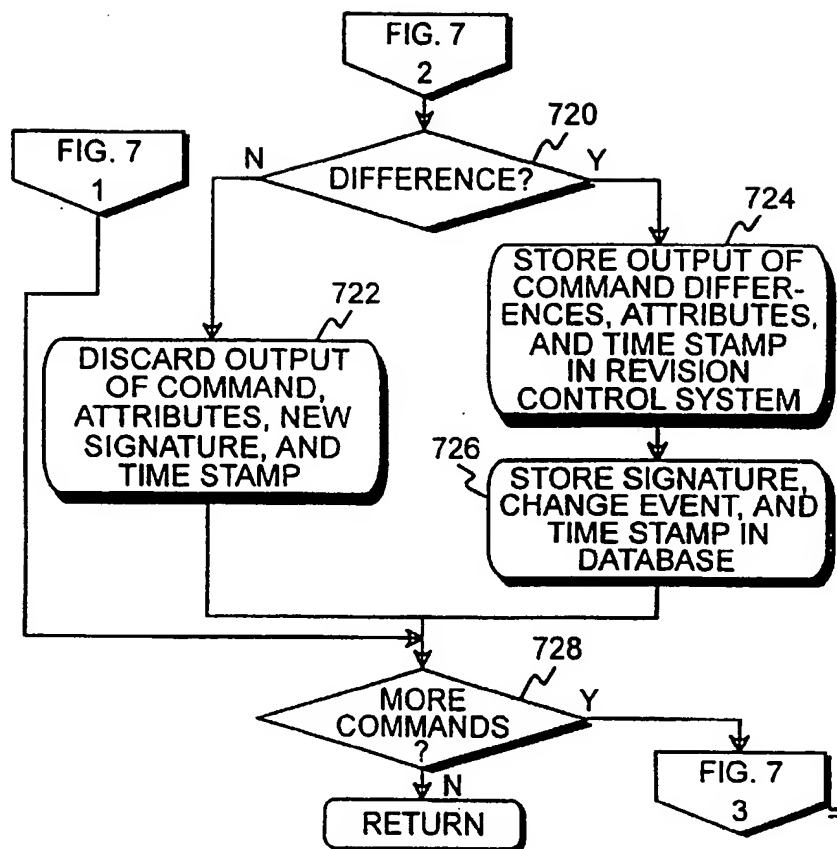 FIG. 7
2
720
FIG. 7
1
N
DIFFERENCE?
Y
724
STORE OUTPUT OF
COMMAND DIFFER-
ENCES, ATTRIBUTES,
AND TIME STAMP
IN REVISION
CONTROL SYSTEM
722
DISCARD OUTPUT
OF COMMAND,
ATTRIBUTES, NEW
SIGNATURE, AND
TIME STAMP
726
STORE SIGNATURE,
CHANGE EVENT, AND
TIME STAMP IN
DATABASE
728
MORE
COMMANDS
?
Y
N
RETURN
FIG. 7
3